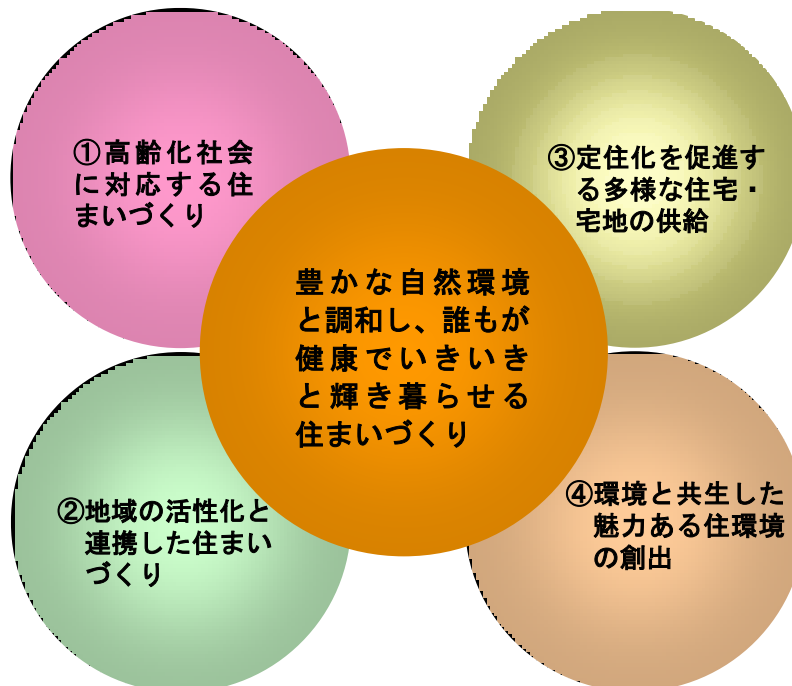 ①高齢化社会
に対応する住
まいづくり
③定住化を促進す
る多様な住宅・
宅地の供給
豊かな自然環境
と調和し、誰もが
健康でいきいき
と輝き暮らせる
住まいづくり
②地域の活性化と
連携した住まい
づくり
④環境と共生した
魅力ある住環境
の創出